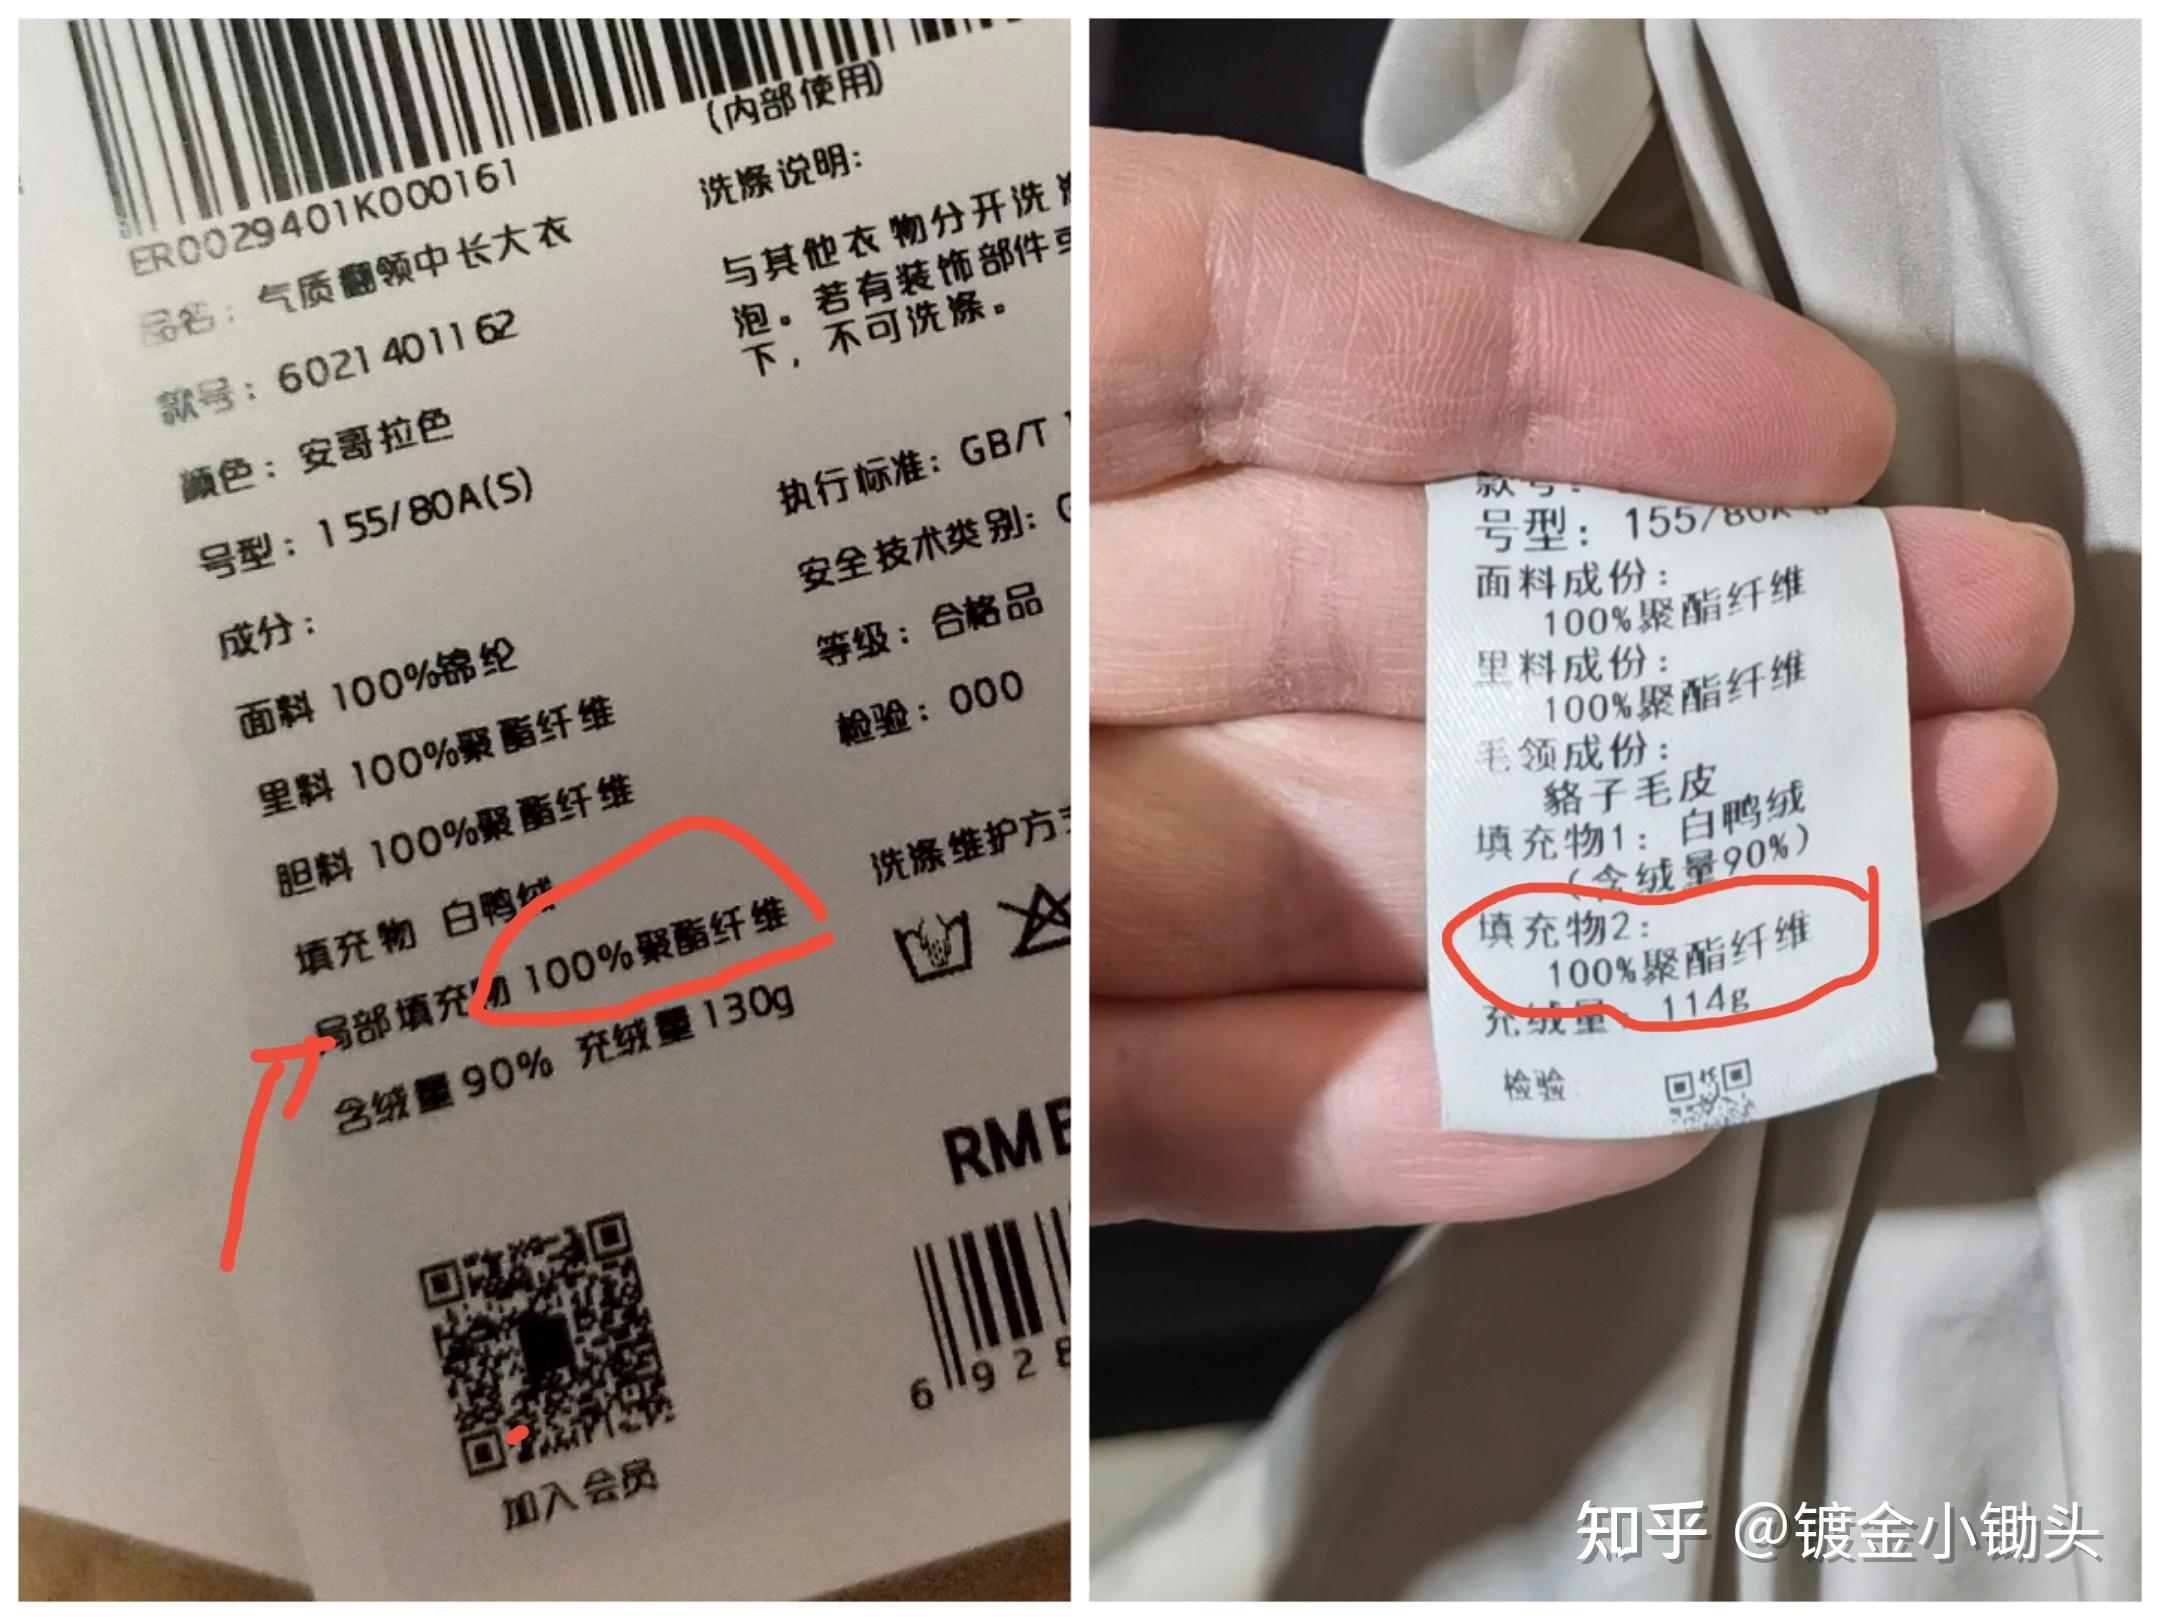 ER0029401K000161
品名：气质翻领中长大衣
款号：6021401162
颜色：安哥拉色
号型：155/80A(S)
成分：
面料 100%锦纶
里料 100%聚酯纤维
胆料 100%聚酯纤维
填充物 白鸭绒
局部填充物 100%聚酯纤维
含绒量90% 充绒量130g
加入会员
(内部使用)
洗涤说明：
与其他衣物分开洗涤
泡。若有装饰部件
下，不可洗涤。
执行标准：GB/T
安全技术类别：
等级：合格品
检验：000
洗涤维护方
RMB
6 928
款号：
号型：155/80A
面料成份：
100%聚酯纤维
里料成份：
100%聚酯纤维
毛领成份：
貉子毛皮
填充物1：白鸭绒
(含绒量90%)
填充物2：
100%聚酯纤维
充绒量：114g
检验
知乎 @镀金小锄头